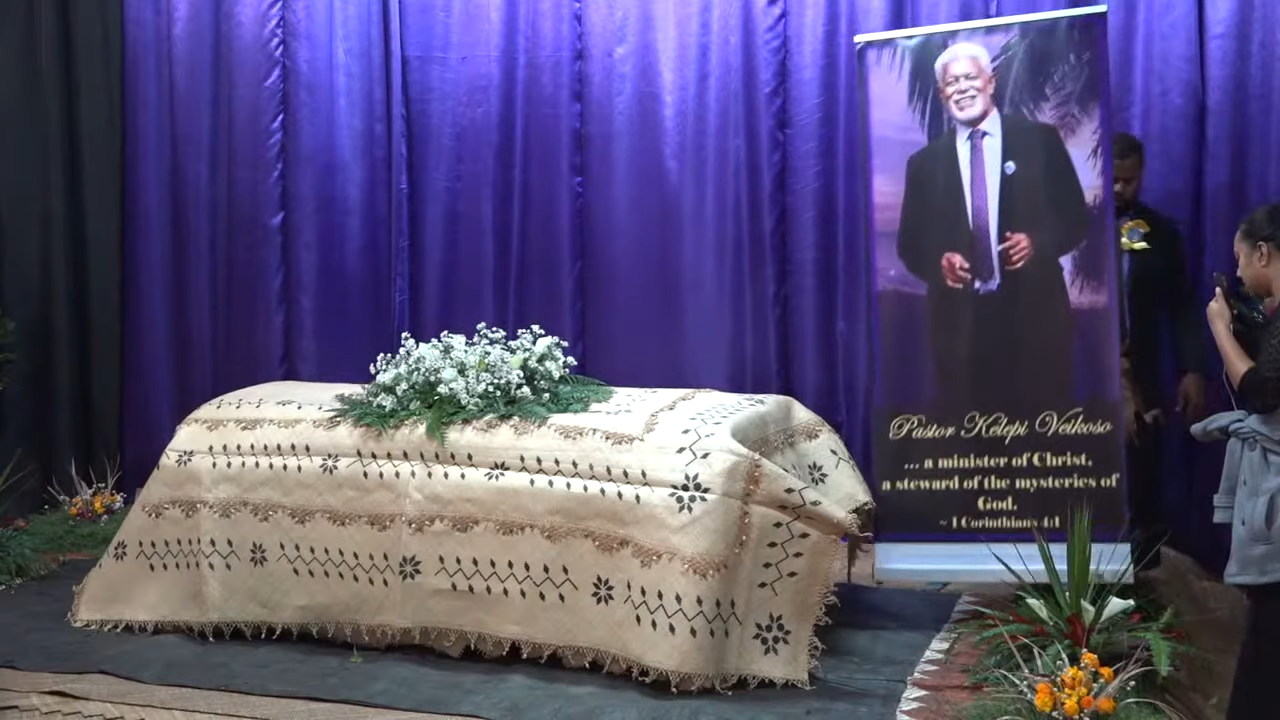 Pastor Kelepi Veikoso
... a minister of Christ,
a steward of the mysteries of
God.
~ 1 Corinthians 4:1